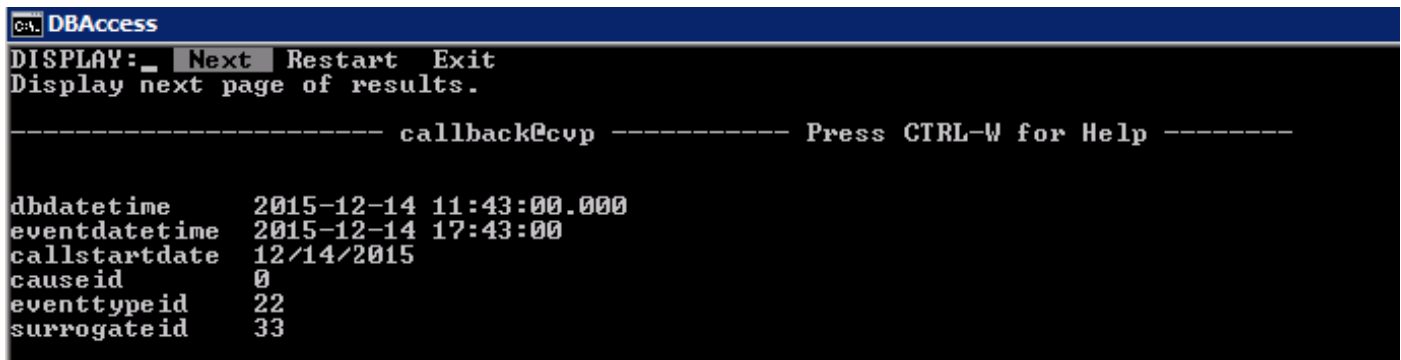 C:\. DBAccess
DISPLAY:_ Next Restart Exit
Display next page of results.
----------------------- callback@cvp ----------- Press CTRL-W for Help --------
dbdatetime 2015-12-14 11:43:00.000
eventdatetime 2015-12-14 17:43:00
callstartdate 12/14/2015
causeid 0
eventtypeid 22
surrogateid 33